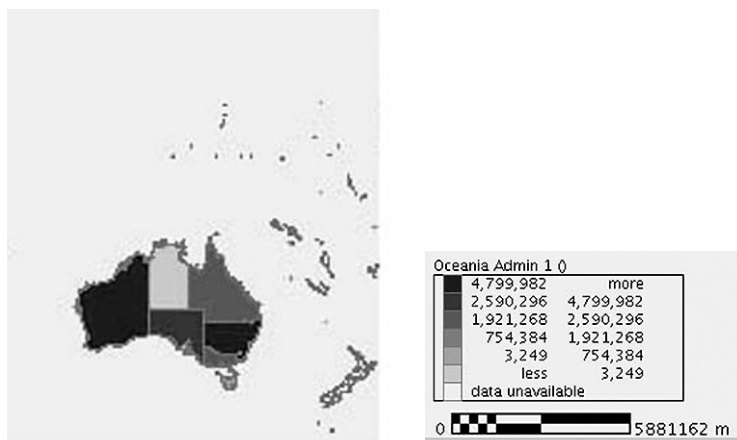 Oceania Admin 1 ()
4,799,982 more
2,590,296 4,799,982
1,921,268 2,590,296
754,384 1,921,268
3,249 754,384
less 3,249
data unavailable
0 5881162 m